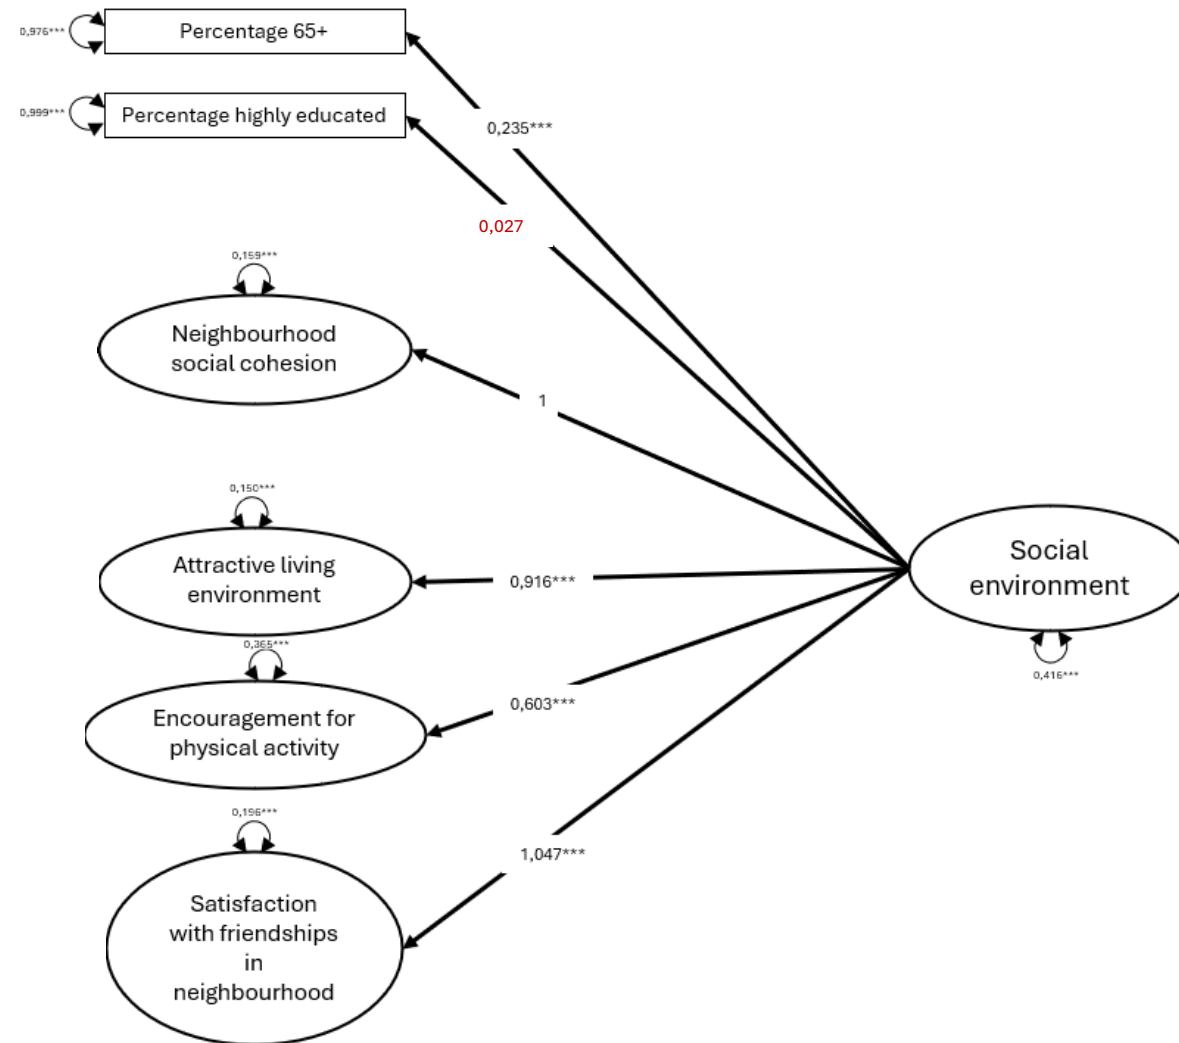 0,976***
Percentage 65+
0,999***
Percentage highly educated
0,235***
0,027
0,159***
Neighbourhood
social cohesion
1
0,150***
Attractive living
environment
0,916***
Social
environment
0,416***
0,365***
Encouragement for
physical activity
0,603***
0,196***
Satisfaction
with friendships
in
neighbourhood
1,047***